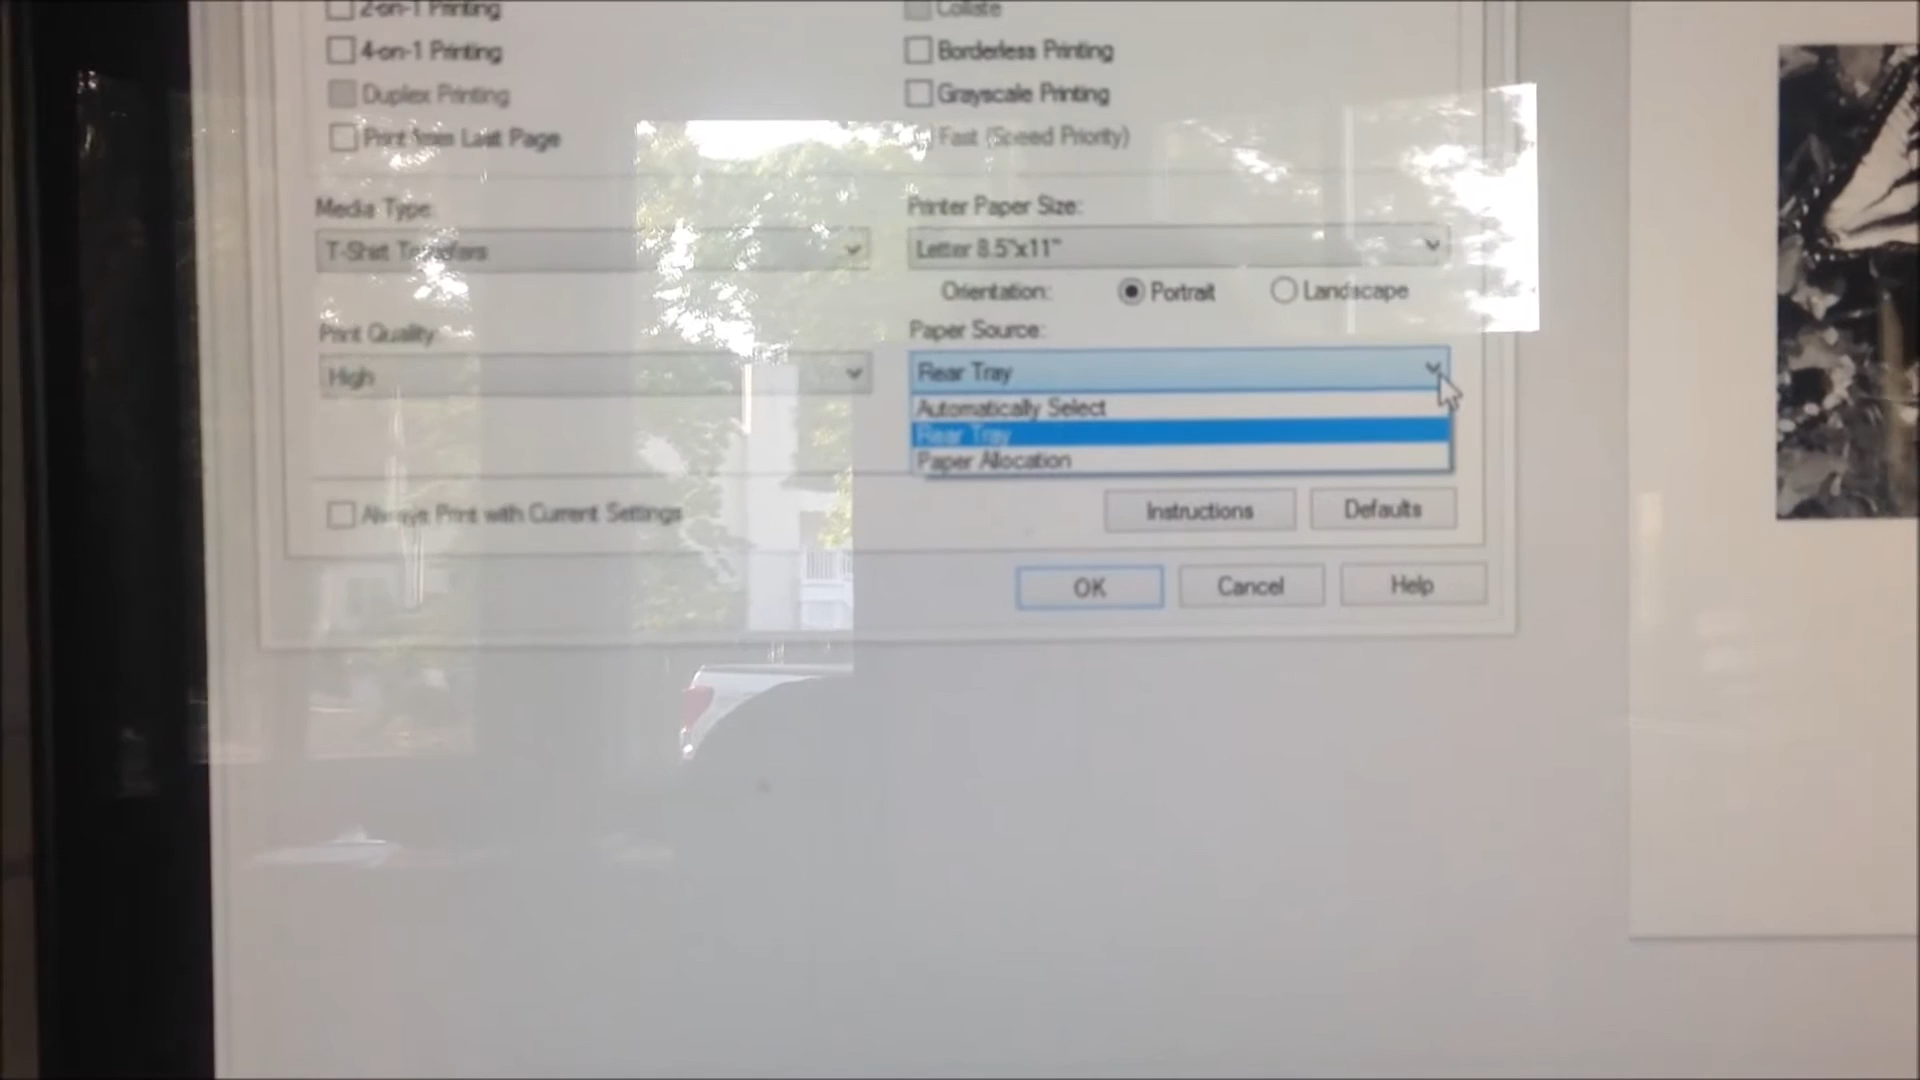 2-on-1 Printing
Collate
4-on-1 Printing
Borderless Printing
Duplex Printing
Grayscale Printing
Print from Last Page
Fast (Speed Priority)
Media Type:
Printer Paper Size:
T-Shirt Transfers
Letter 8.5"x11"
Orientation:
Portrait
Landscape
Print Quality:
Paper Source:
High
Rear Tray
Automatically Select
Rear Tray
Paper Allocation
Always Print with Current Settings
Instructions
Defaults
OK
Cancel
Help